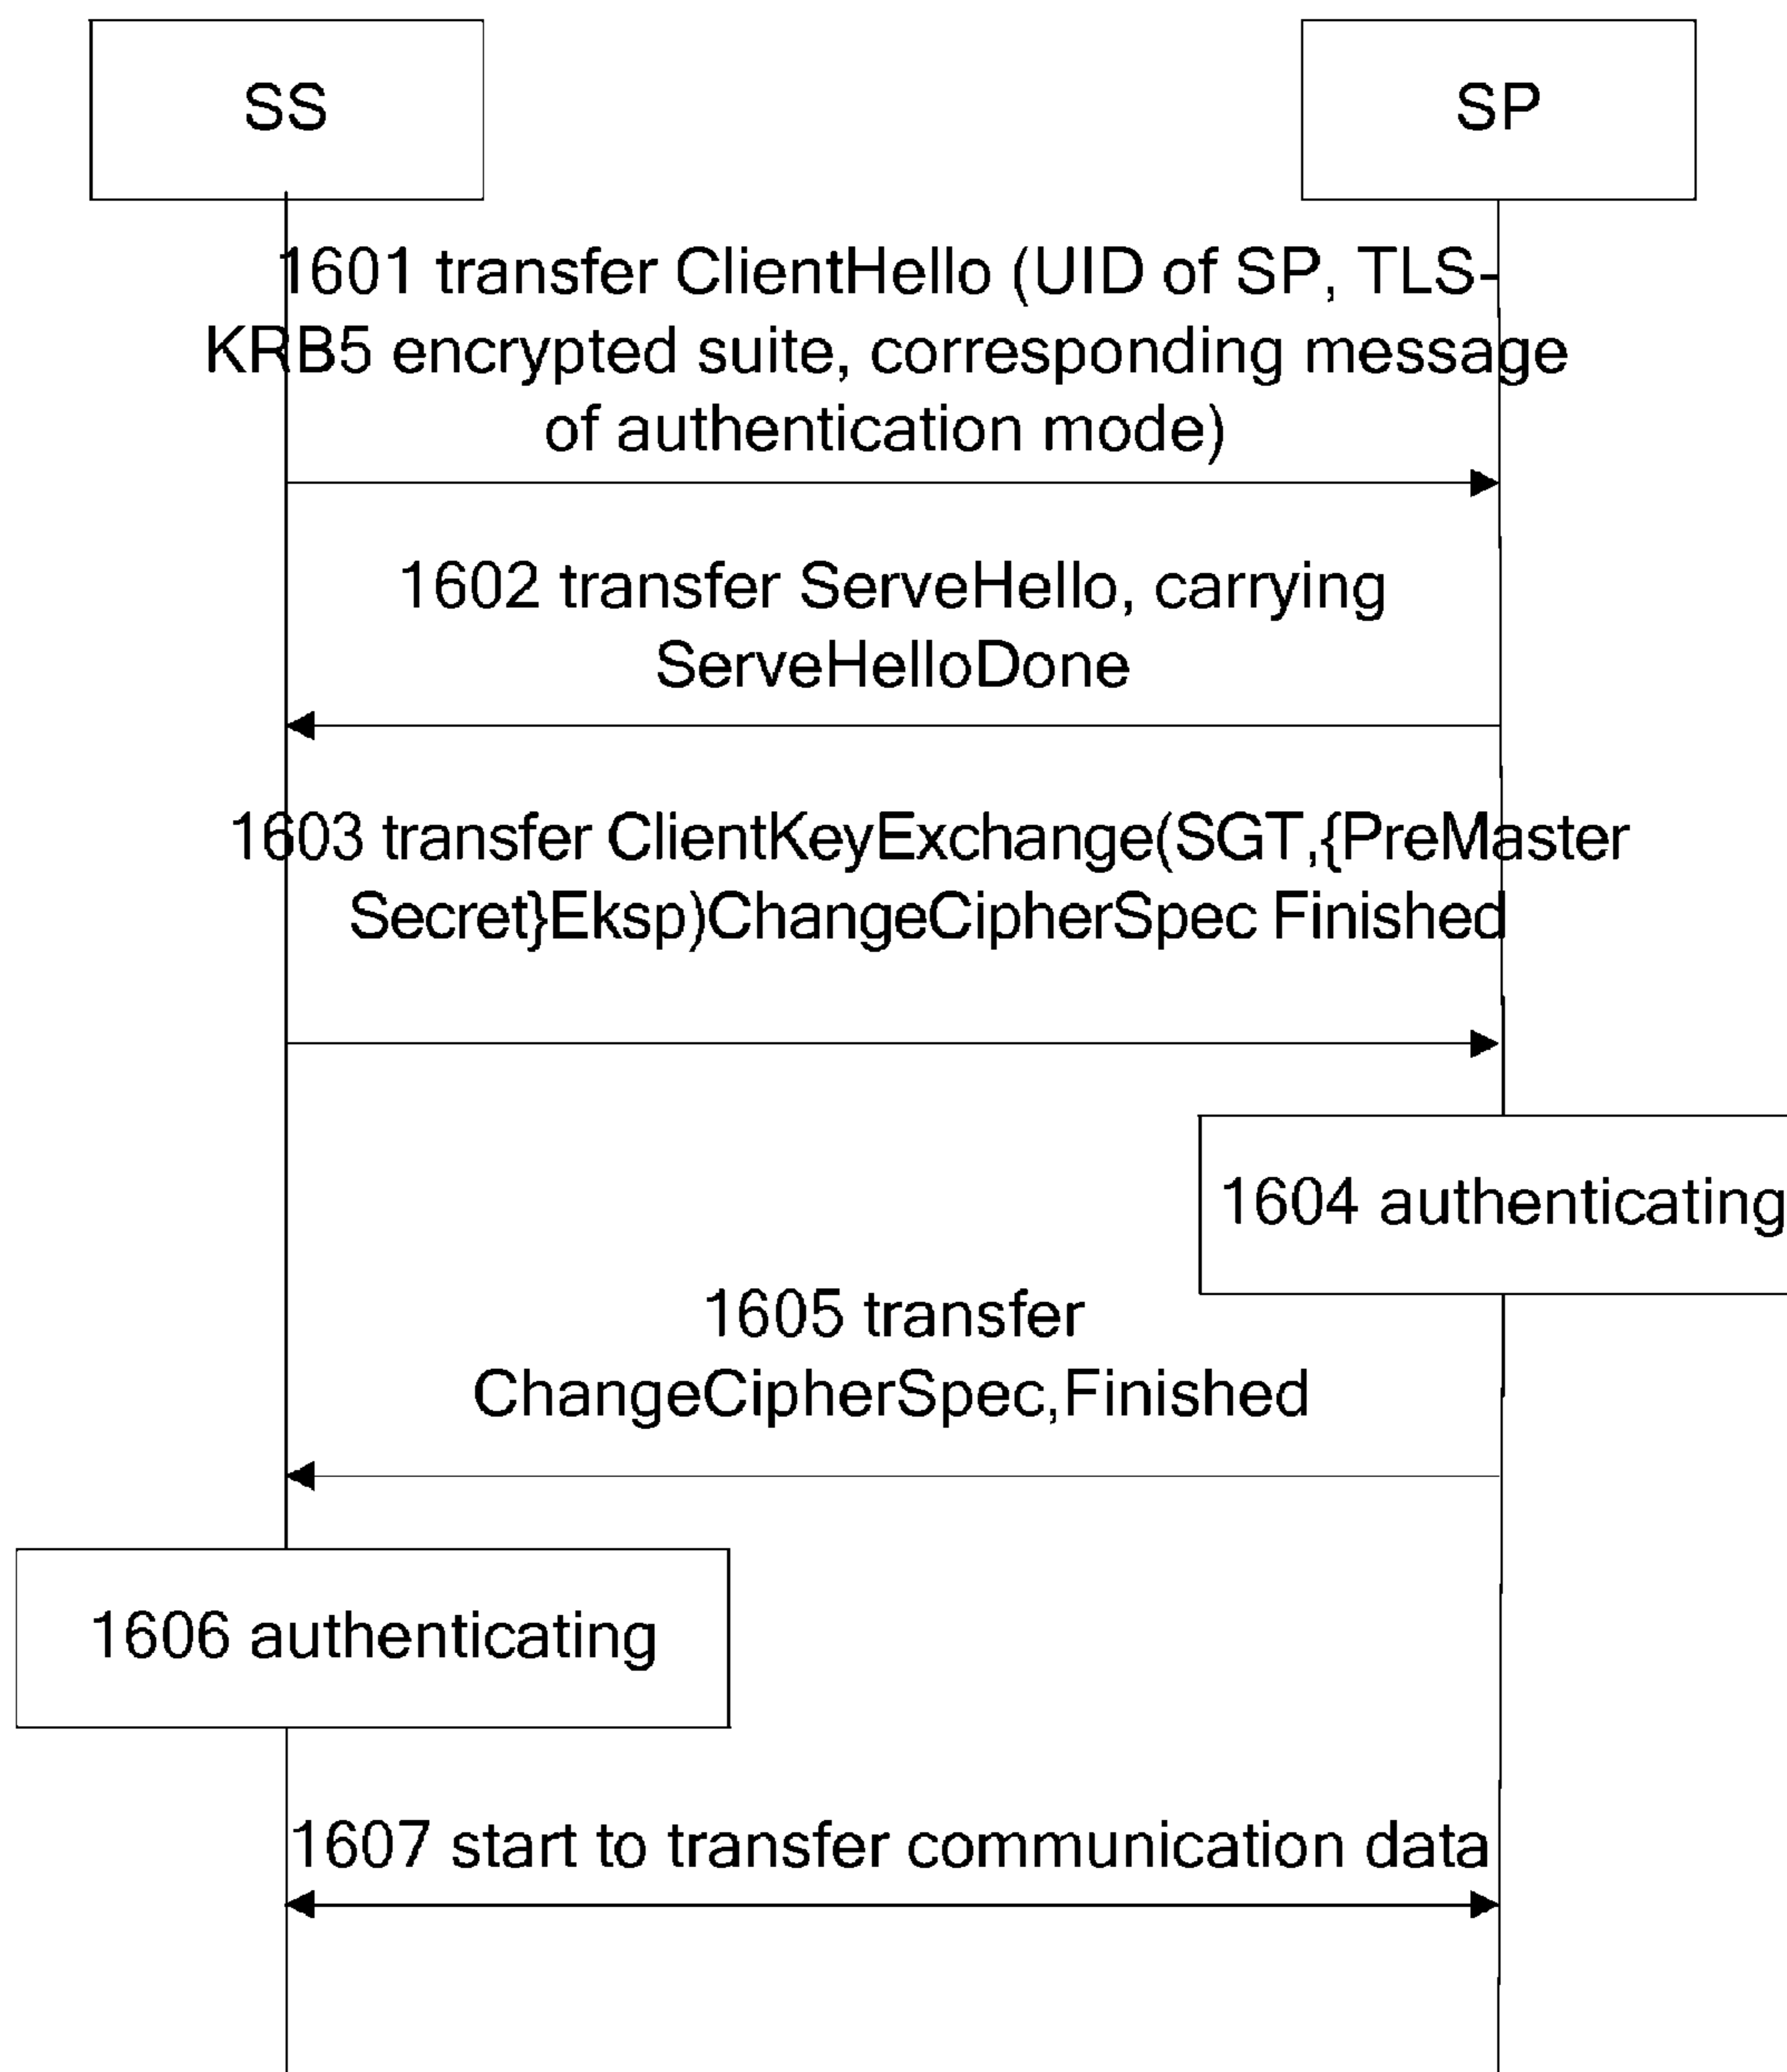 SS
SP
1601 transfer ClientHello (UID of SP, TLS-
KRB5 encrypted suite, corresponding message
of authentication mode)
1602 transfer ServeHello, carrying
ServeHelloDone
1603 transfer ClientKeyExchange(SGT,{PreMaster
Secret}Eksp)ChangeCipherSpec Finished
1604 authenticating
1605 transfer
ChangeCipherSpec,Finished
1606 authenticating
1607 start to transfer communication data